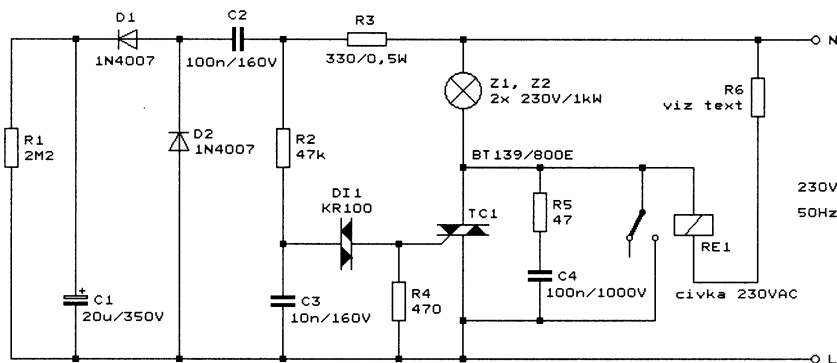 D1
1N4007
C2
100n/160V
R3
330/0,5W
N
Z1, Z2
2x 230V/1kW
R6
viz text
R1
2M2
D2
1N4007
R2
47k
BT139/800E
DI1
KR100
TC1
R5
47
RE1
230V
50Hz
C1
20u/350V
+
C3
10n/160V
R4
470
C4
100n/1000V
civka 230VAC
L